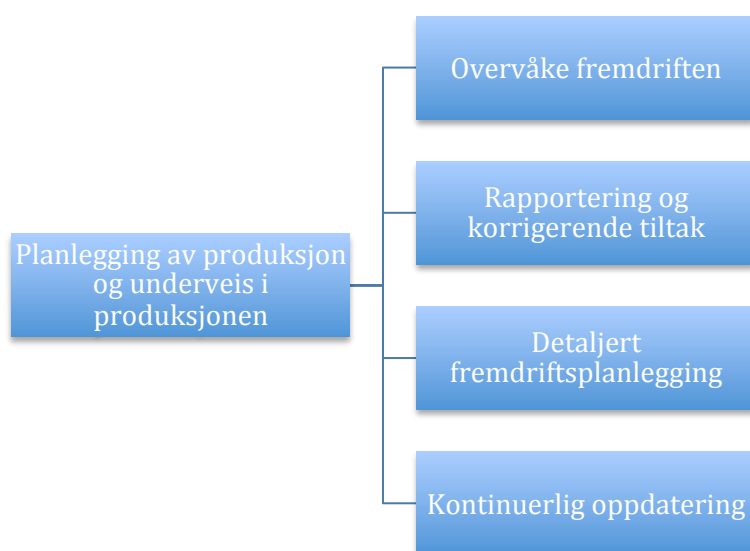 Planlegging av produksjon
og underveis i
produksjonen
Overvåke fremdriften
Rapportering og
korrigerende tiltak
Detaljert
fremdriftsplanlegging
Kontinuerlig oppdatering